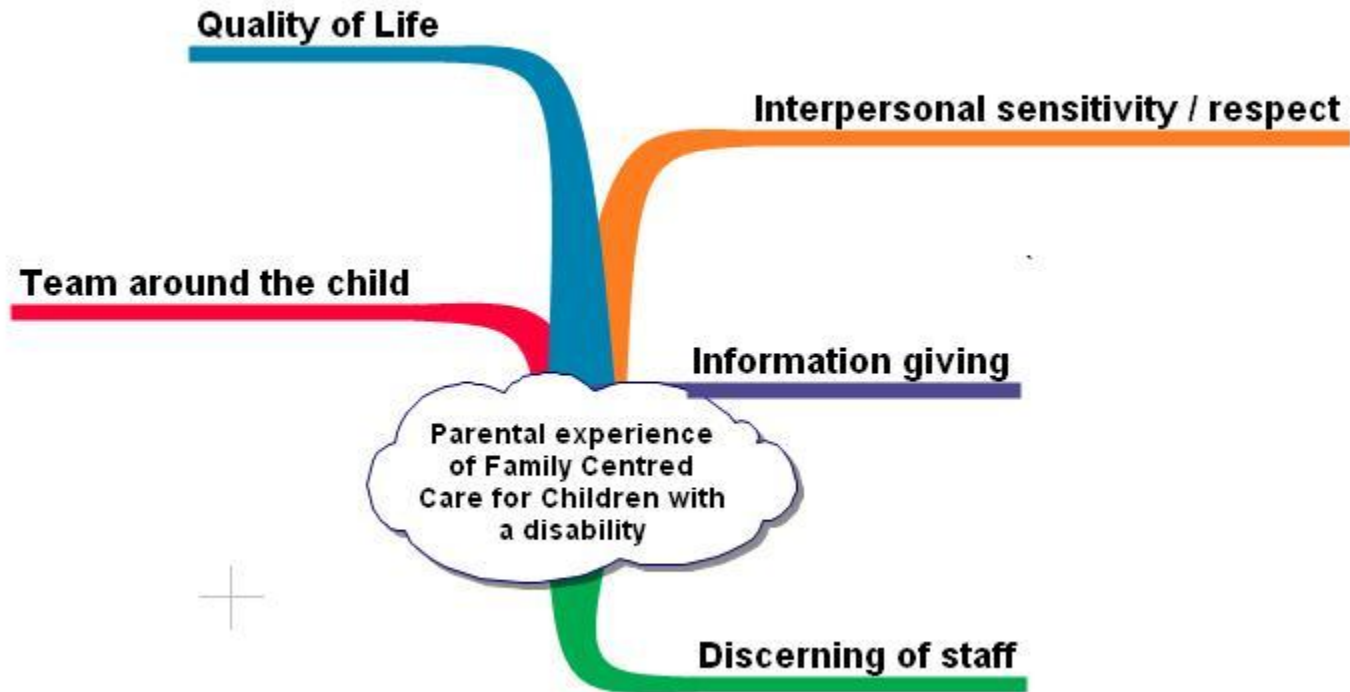 Quality of Life
Interpersonal sensitivity / respect
Team around the child
Information giving
Parental experience
of Family Centred
Care for Children with
a disability
Discerning of staff